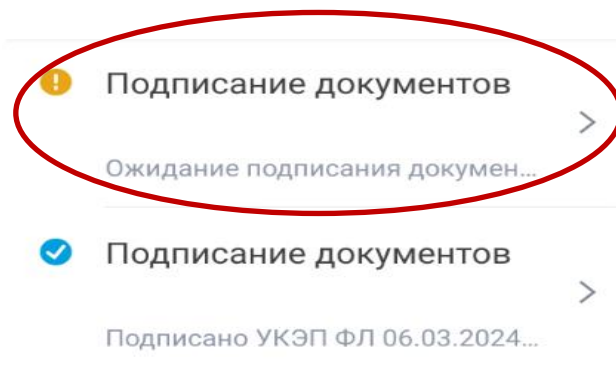 Подписание документов
Ожидание подписания докумен...
Подписание документов
Подписано УКЭП ФЛ 06.03.2024...